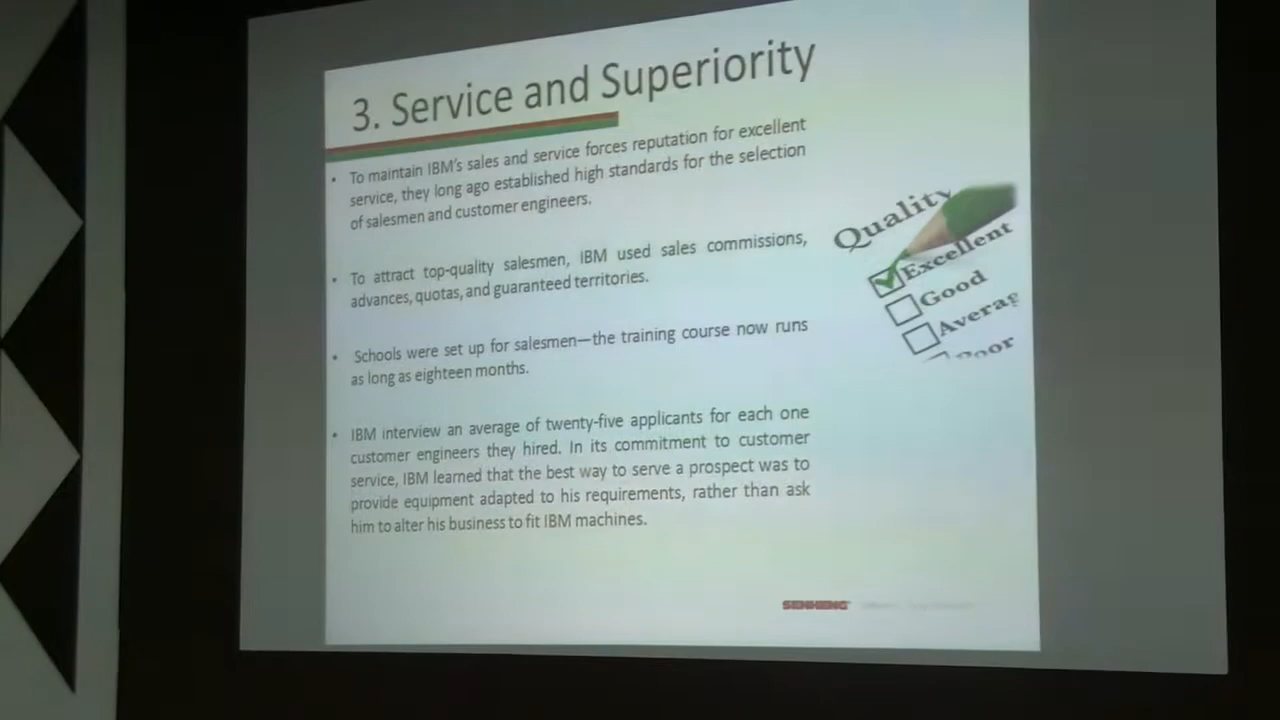 3. Service and Superiority
• To maintain IBM's sales and service forces reputation for excellent
service, they long ago established high standards for the selection
of salesmen and customer engineers.
• To attract top-quality salesmen, IBM used sales commissions,
advances, quotas, and guaranteed territories.
• Schools were set up for salesmen—the training course now runs
as long as eighteen months.
• IBM interview an average of twenty-five applicants for each one
customer engineers they hired. In its commitment to customer
service, IBM learned that the best way to serve a prospect was to
provide equipment adapted to his requirements, rather than ask
him to alter his business to fit IBM machines.
Quality
Excellent
Good
Averag
oor
SENHENG